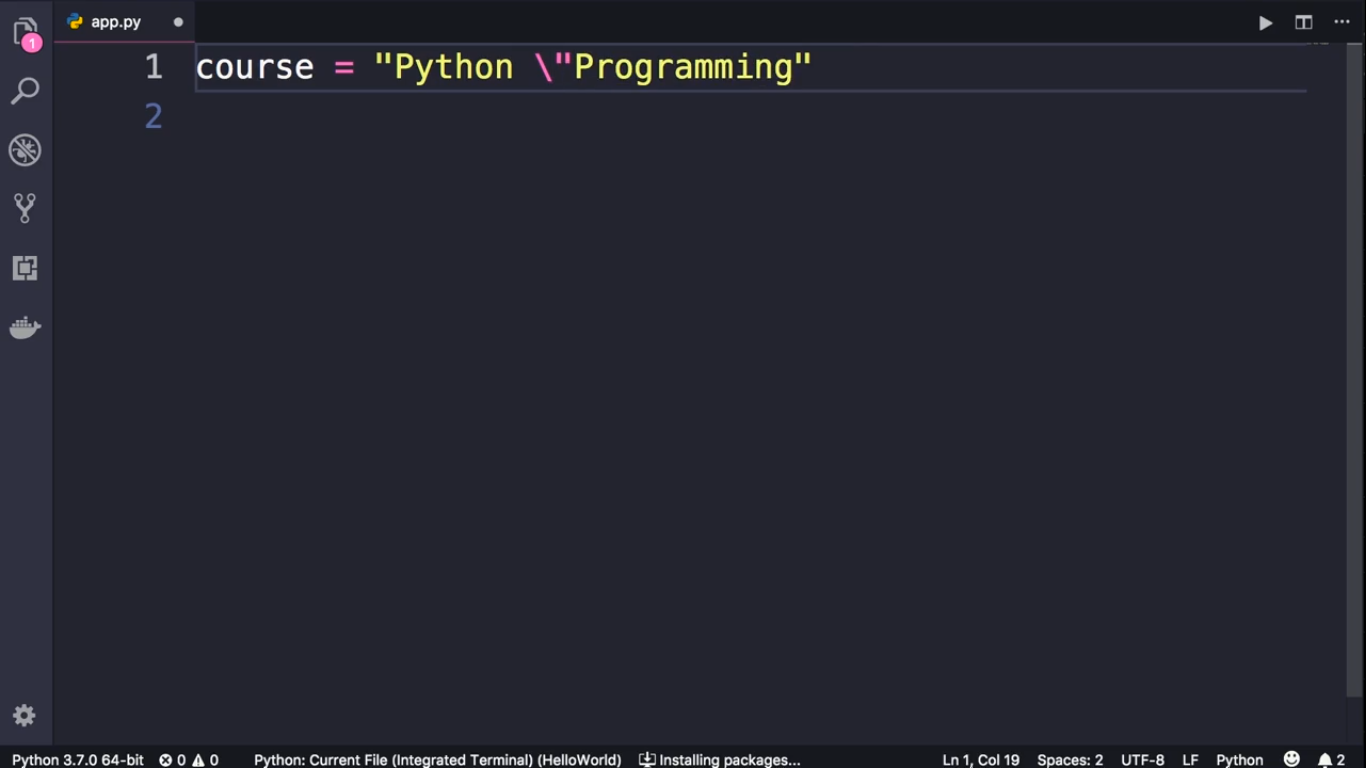 app.py
1
1 course = "Python \"Programming"
2
Python 3.7.0 64-bit 0 0 Python: Current File (Integrated Terminal) (HelloWorld) Installing packages... Ln 1, Col 19 Spaces: 2 UTF-8 LF Python 2